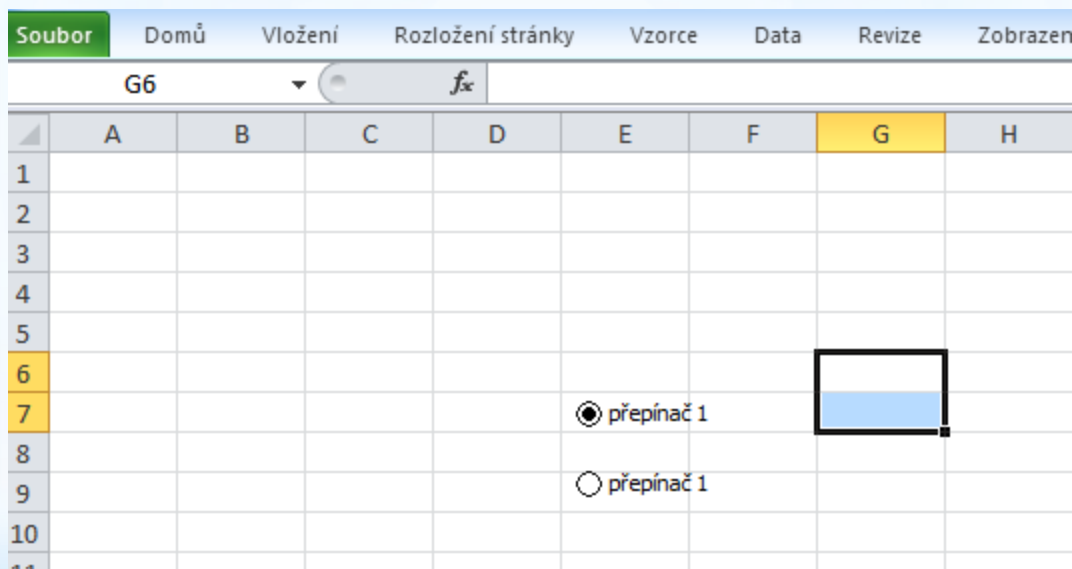 Soubor Domů Vložení Rozložení stránky Vzorce Data Revize Zobrazen
G6 fx
A B C D E F G H
1
2
3
4
5
6
7 přepínač 1
8
9 přepínač 1
10
11